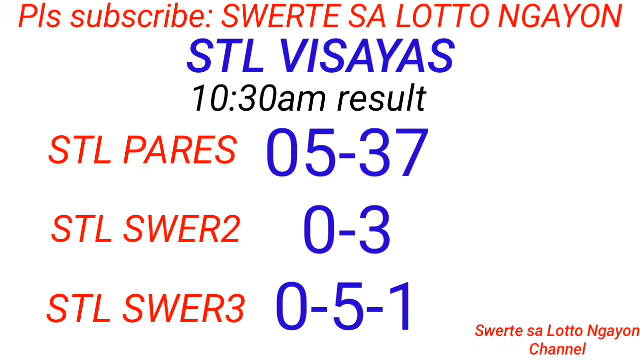 Pls subscribe: SWERTE SA LOTTO NGAYON
STL VISAYAS
10:30am result
STL PARES 05-37
STL SWER2 0-3
STL SWER3 0-5-1
Swerte sa Lotto Ngayon
Channel